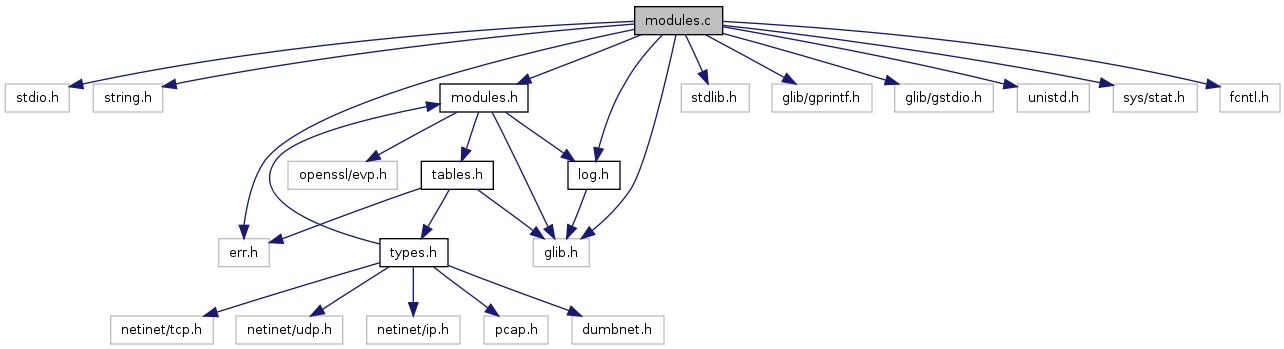 modules.c
stdio.h
string.h
modules.h
stdlib.h
glib/gprintf.h
glib/gstdio.h
unistd.h
sys/stat.h
fcntl.h
openssl/evp.h
tables.h
log.h
err.h
types.h
glib.h
netinet/tcp.h
netinet/udp.h
netinet/ip.h
pcap.h
dumbnet.h